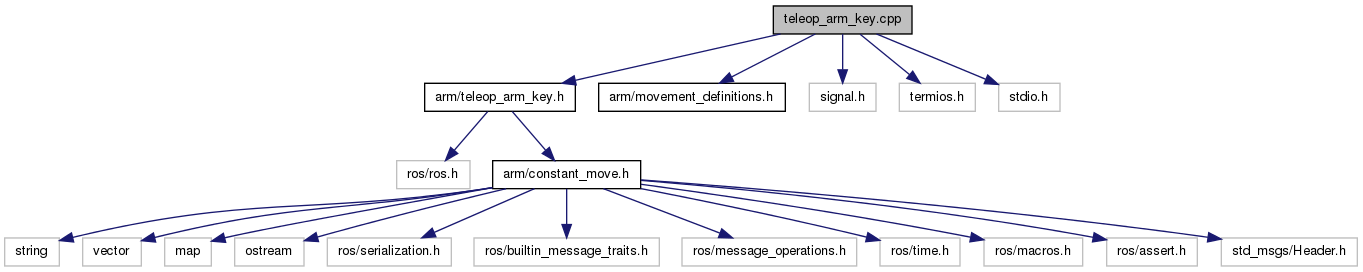 teleop_arm_key.cpp
arm/teleop_arm_key.h
arm/movement_definitions.h
signal.h
termios.h
stdio.h
ros/ros.h
arm/constant_move.h
string
vector
map
ostream
ros/serialization.h
ros/builtin_message_traits.h
ros/message_operations.h
ros/time.h
ros/macros.h
ros/assert.h
std_msgs/Header.h